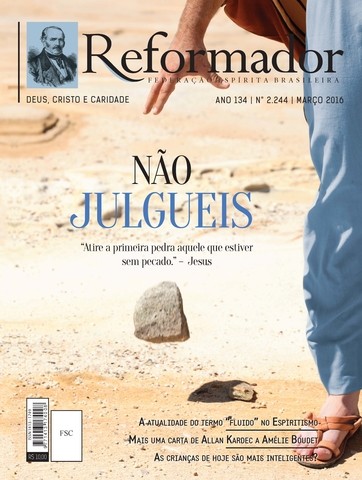 Reformador
FEDERAÇÃO ESPÍRITA BRASILEIRA
DEUS, CRISTO E CARIDADE
ANO 134 | Nº 2.244 | MARÇO 2016
NÃO
JULGUEIS
“Atire a primeira pedra aquele que estiver
sem pecado.” – Jesus
A atualidade do termo “fluido” no Espiritismo
Mais uma carta de Allan Kardec a Amélie Boudet
As crianças de hoje são mais inteligentes?
FSC
R$ 10,00